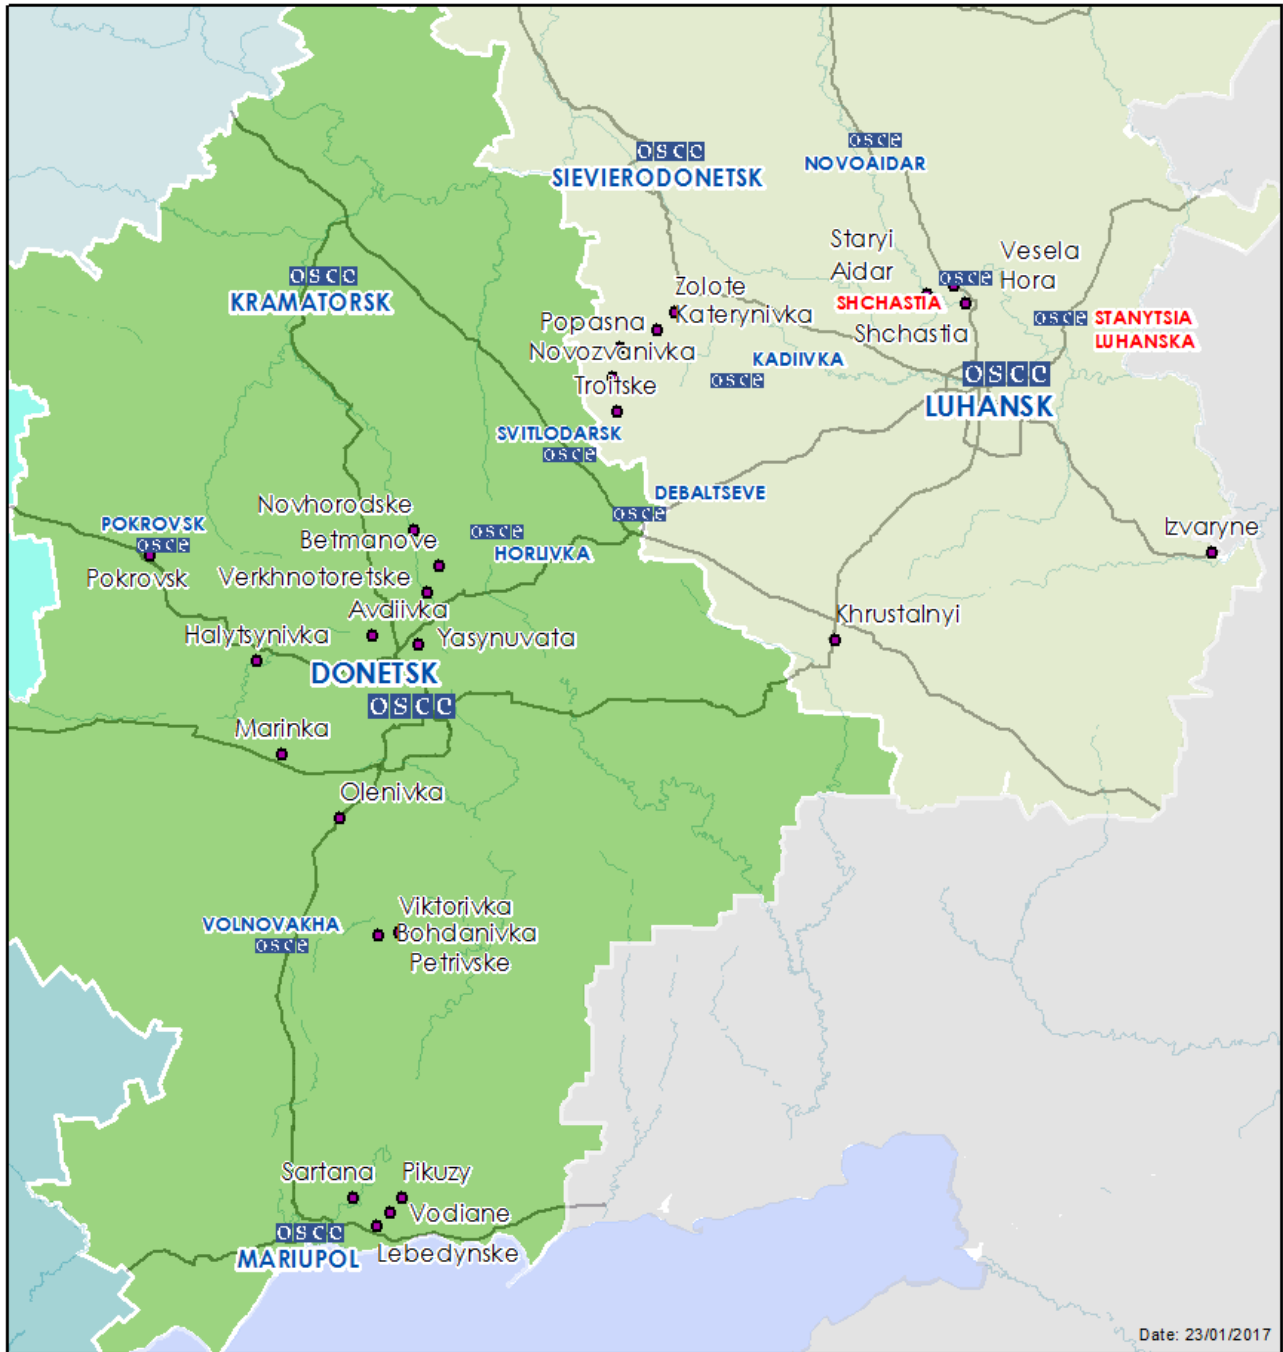 osce
SIEVIERODONETSK
osce
NOVOAIDAR
Staryi
Aidar
Vesela
Hora
osce
SHCHASTIA
Shchastia
osce
STANYTSIA
LUHANSKA
osce
KRAMATORSK
Zolote
Katerynivka
Popasna
Novozvanivka
Troitske
KADIIVKA
osce
osce
LUHANSK
SVITLODARSK
osce
DEBALTSEVE
osce
Novhorodske
Betmanove
osce
HORLIVKA
POKROVSK
osce
Pokrovsk
Verkhnotoretske
Avdiivka
Yasynuvata
Halytsynivka
Izvaryne
Khrustalnyi
DONETSK
osce
Marinka
Olenivka
VOLNOVAKHA
osce
Viktorivka
Bohdanivka
Petrivske
Sartana
Pikuzy
Vodiane
Lebedynske
osce
MARIUPOL
Date: 23/01/2017